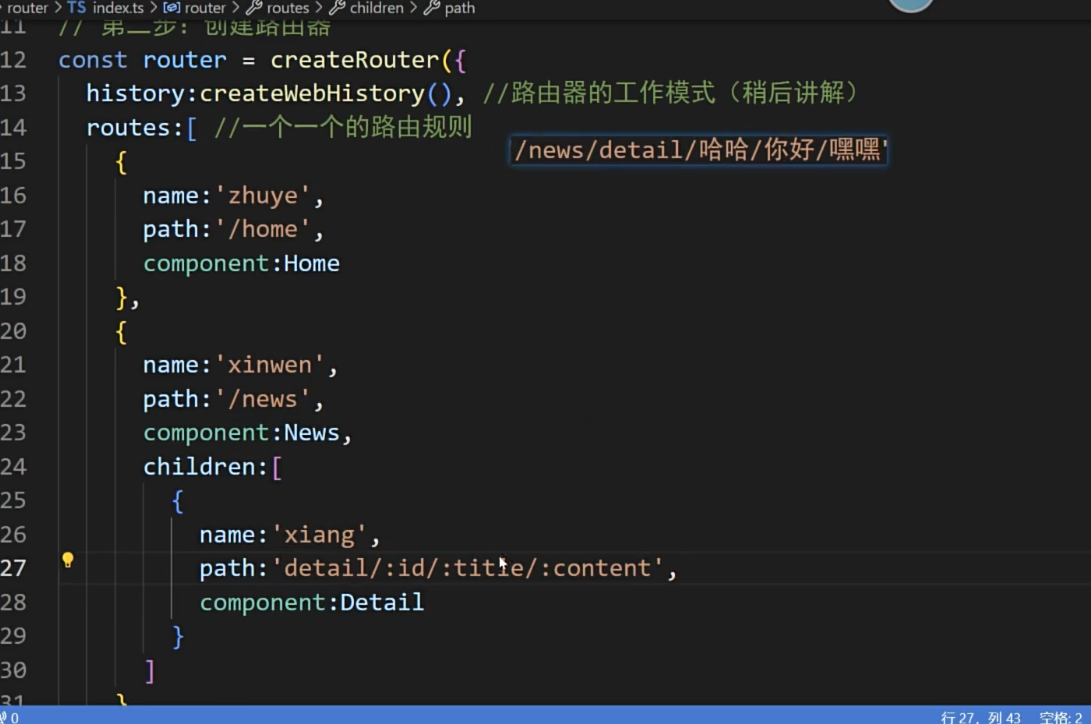 router > TS index.ts > router > routes > children > path
11 // 第二步：创建路由器
12 const router = createRouter({
13 history:createWebHistory(), //路由器的工作模式（稍后讲解）
14 routes:[ //一个一个的路由规则
/news/detail/哈哈/你好/嘿嘿'
15 {
16 name:'zhuye',
17 path:'/home',
18 component:Home
19 },
20 {
21 name:'xinwen',
22 path:'/news',
23 component:News,
24 children:[
25 {
26 name:'xiang',
27 path:'detail/:id/:title/:content',
28 component:Detail
29 }
30 ]
31 }
0 行 27，列 43 空格: 2